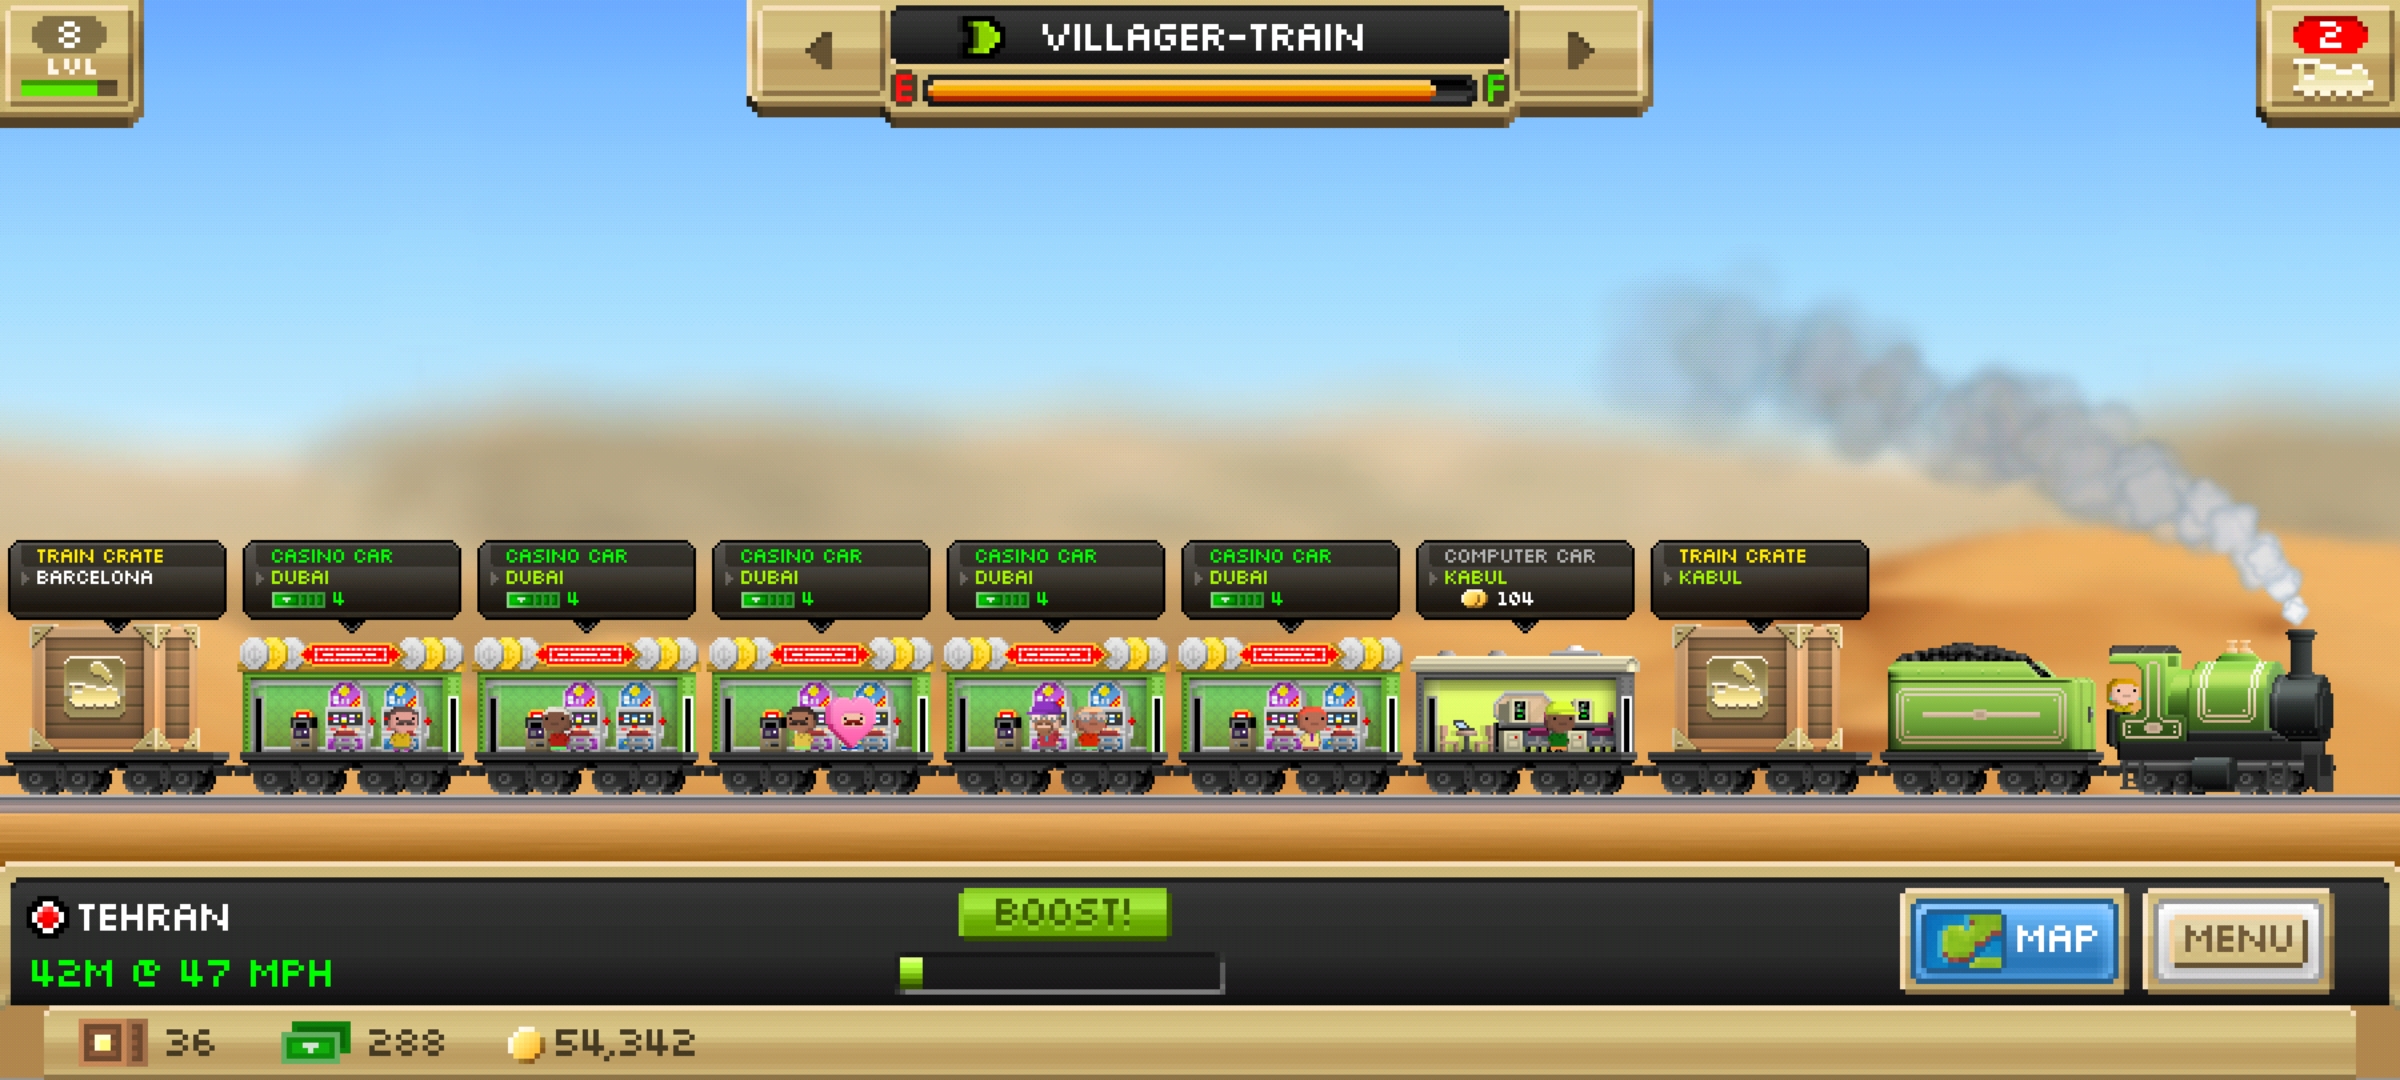 8
LVL
VILLAGER-TRAIN
E
F
2
TRAIN CRATE
BARCELONA
CASINO CAR
DUBAI
4
CASINO CAR
DUBAI
4
CASINO CAR
DUBAI
4
CASINO CAR
DUBAI
4
CASINO CAR
DUBAI
4
COMPUTER CAR
KABUL
104
TRAIN CRATE
KABUL
TEHRAN
42M @ 47 MPH
BOOST!
MAP
MENU
36
288
54,342